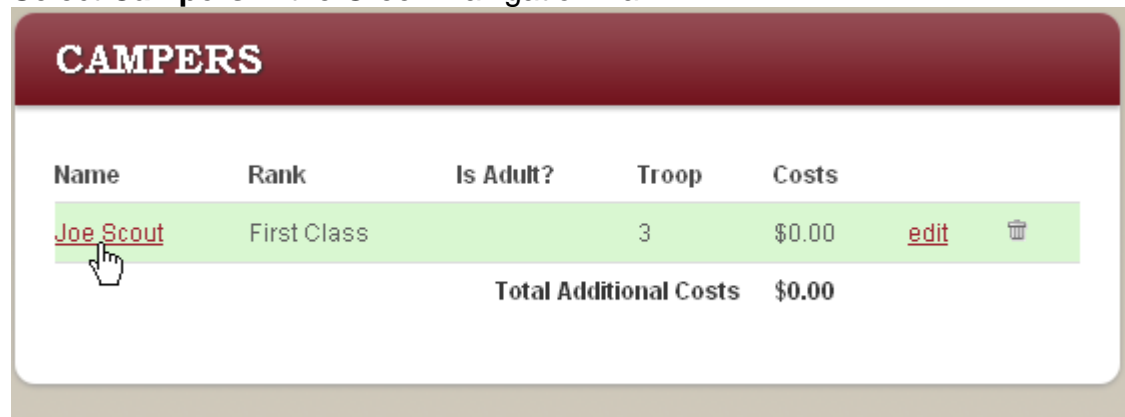 CAMPERS
Name Rank Is Adult? Troop Costs
Joe Scout First Class 3 $0.00 edit
Total Additional Costs $0.00